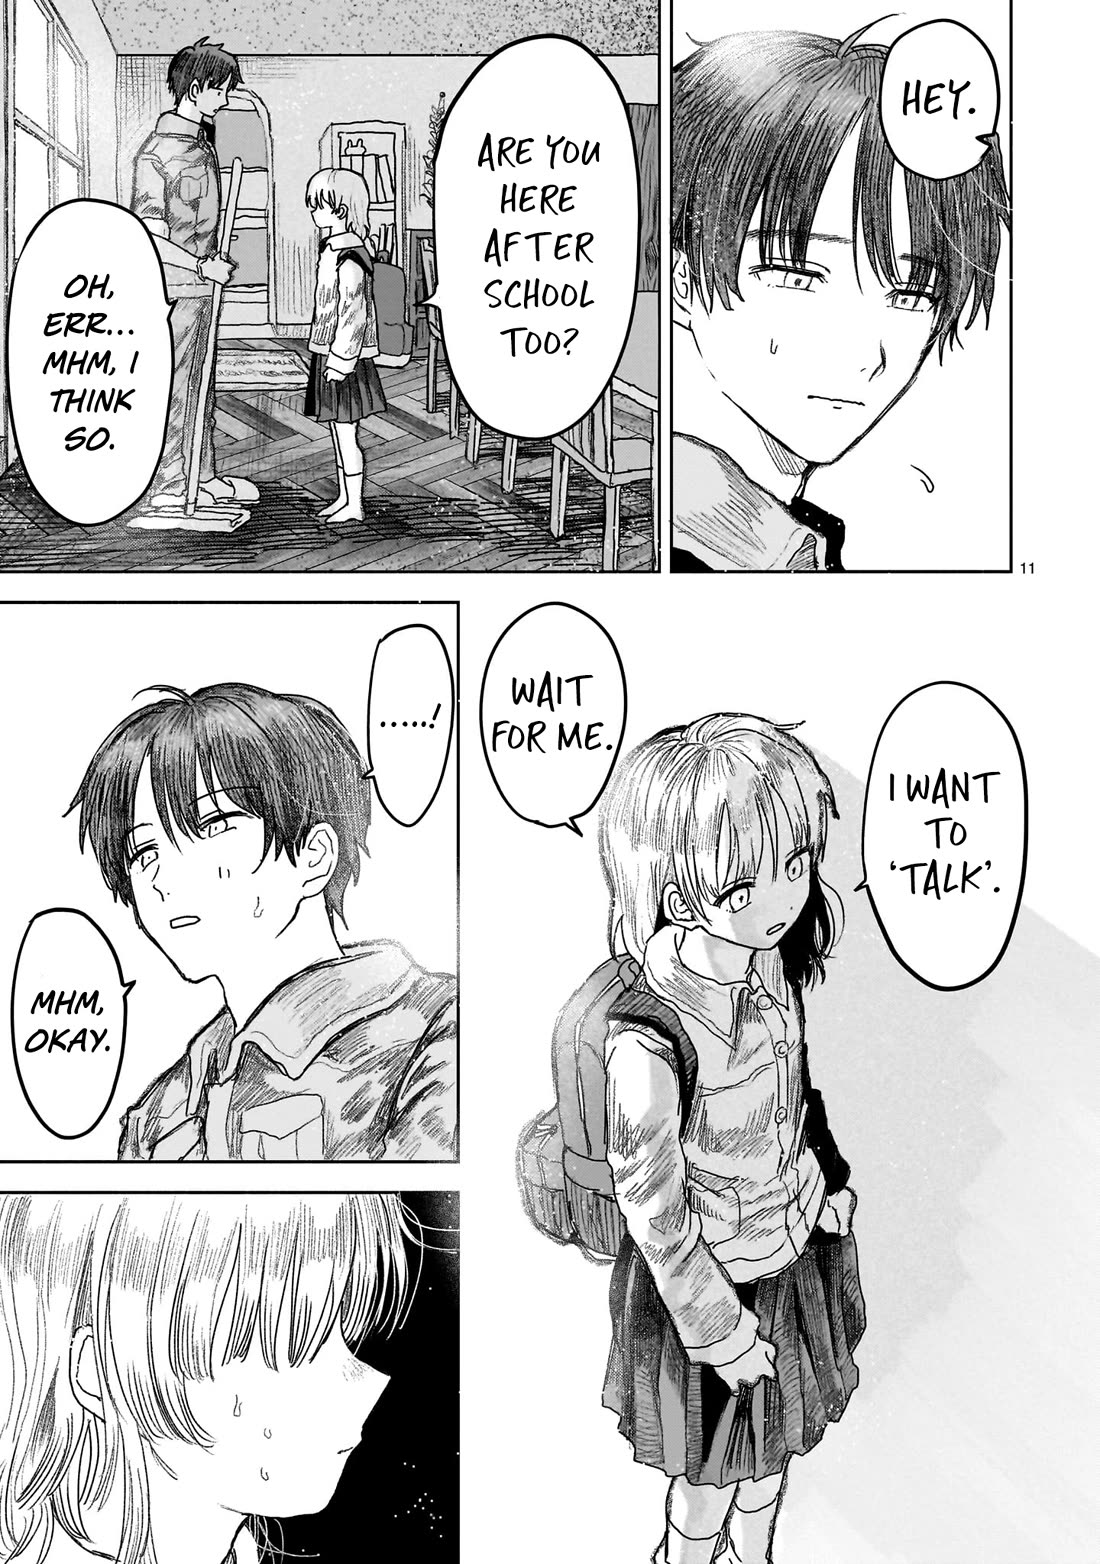 HEY.
ARE YOU
HERE
AFTER
SCHOOL
TOO?
OH,
ERR...
MHM, I
THINK
SO.
11
I WANT
TO
'TALK'.
WAIT
FOR ME.
......!
MHM,
OKAY.